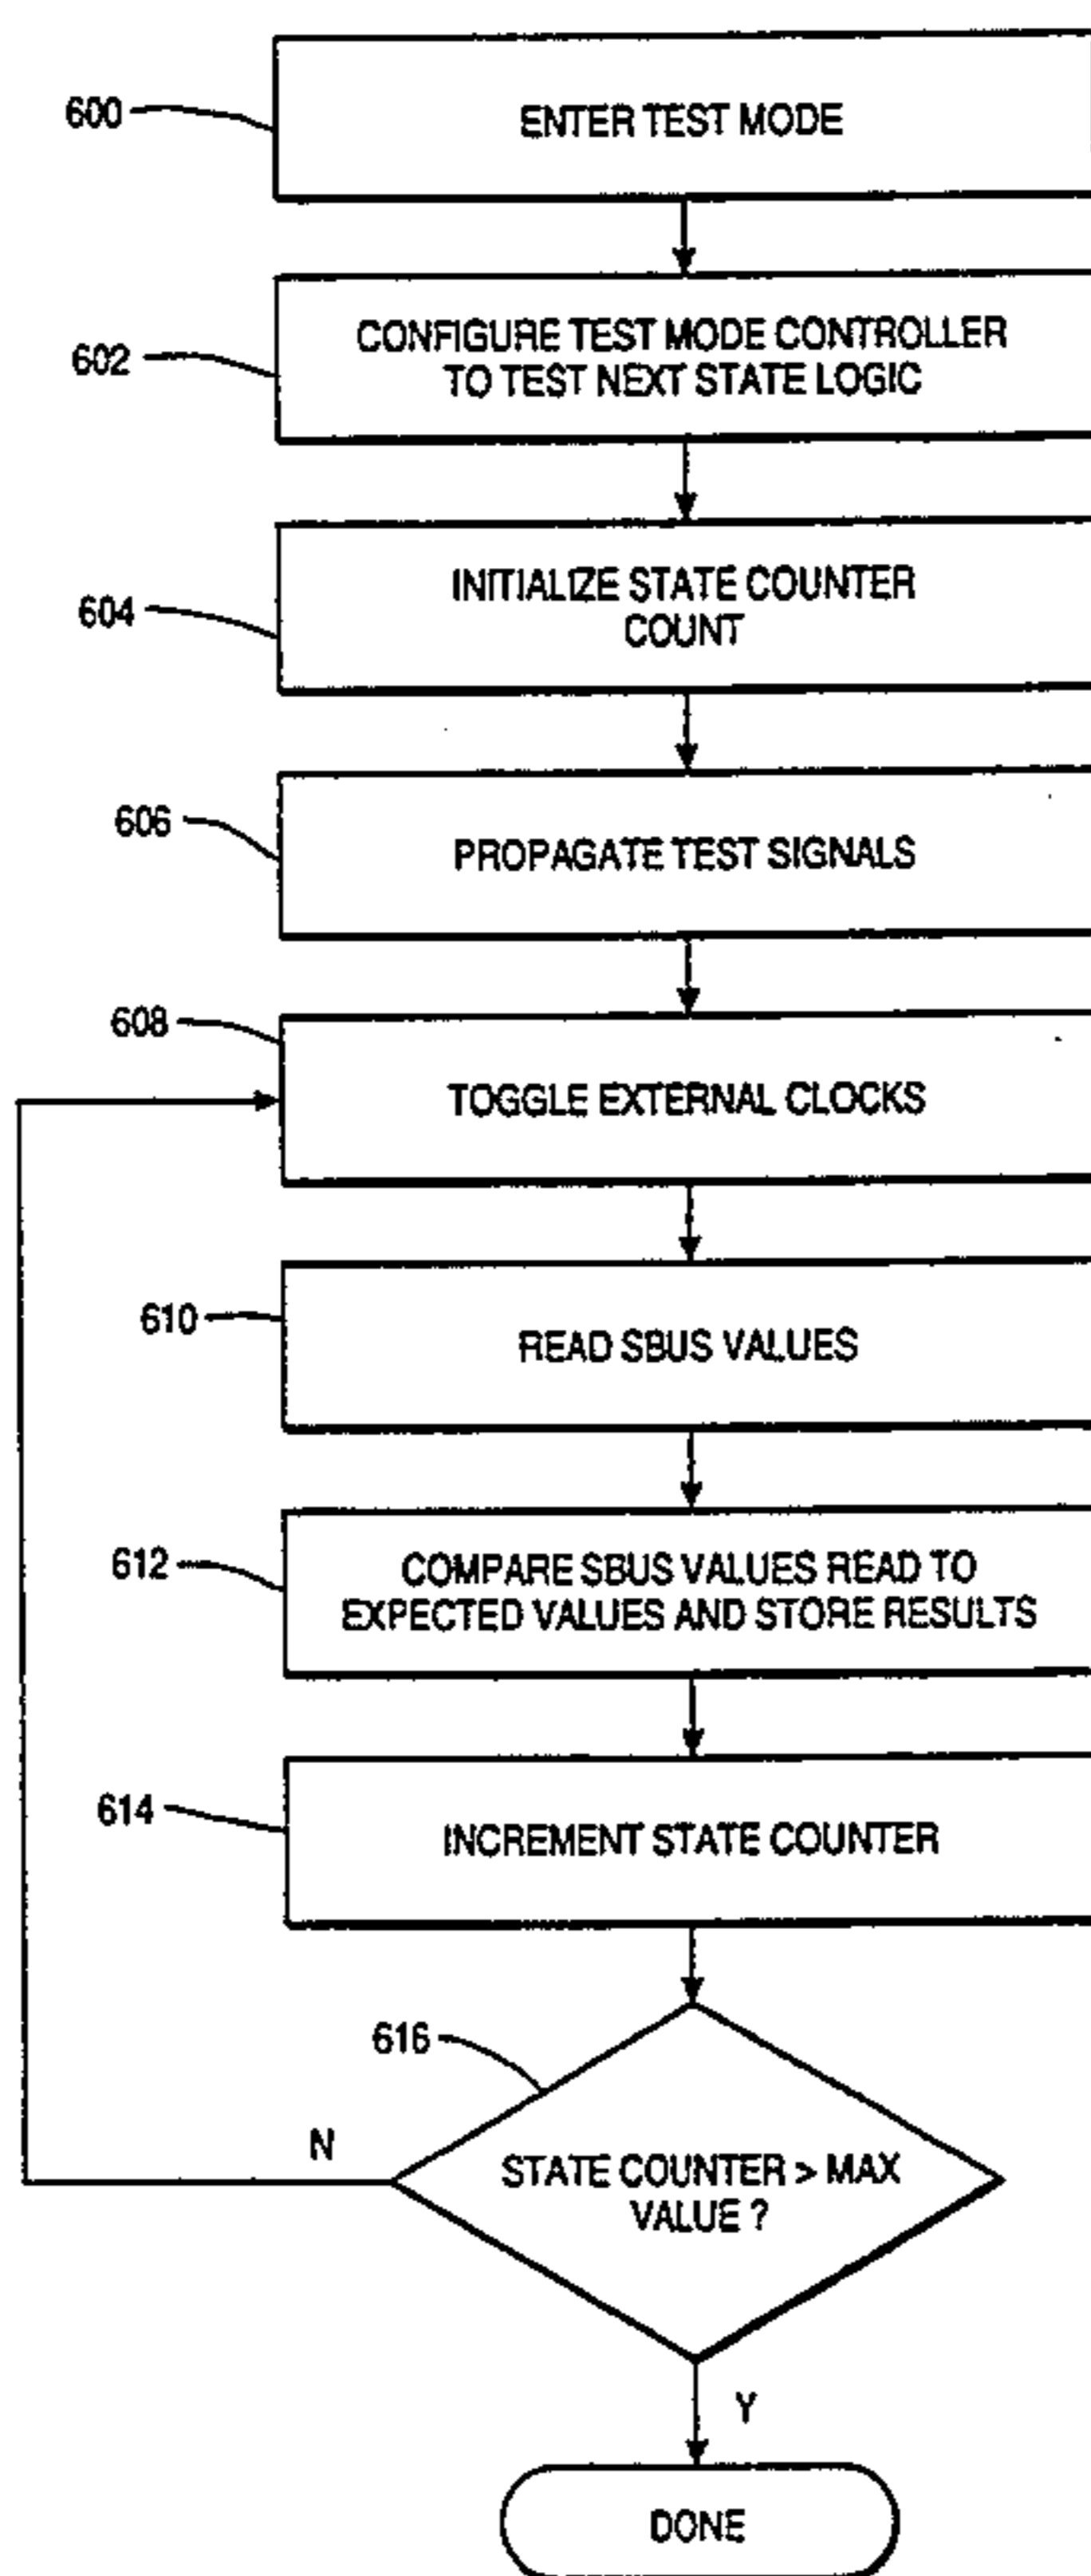 600
ENTER TEST MODE
602
CONFIGURE TEST MODE CONTROLLER
TO TEST NEXT STATE LOGIC
604
INITIALIZE STATE COUNTER
COUNT
606
PROPAGATE TEST SIGNALS
608
TOGGLE EXTERNAL CLOCKS
610
READ SBUS VALUES
612
COMPARE SBUS VALUES READ TO
EXPECTED VALUES AND STORE RESULTS
614
INCREMENT STATE COUNTER
616
N
STATE COUNTER > MAX
VALUE ?
Y
DONE